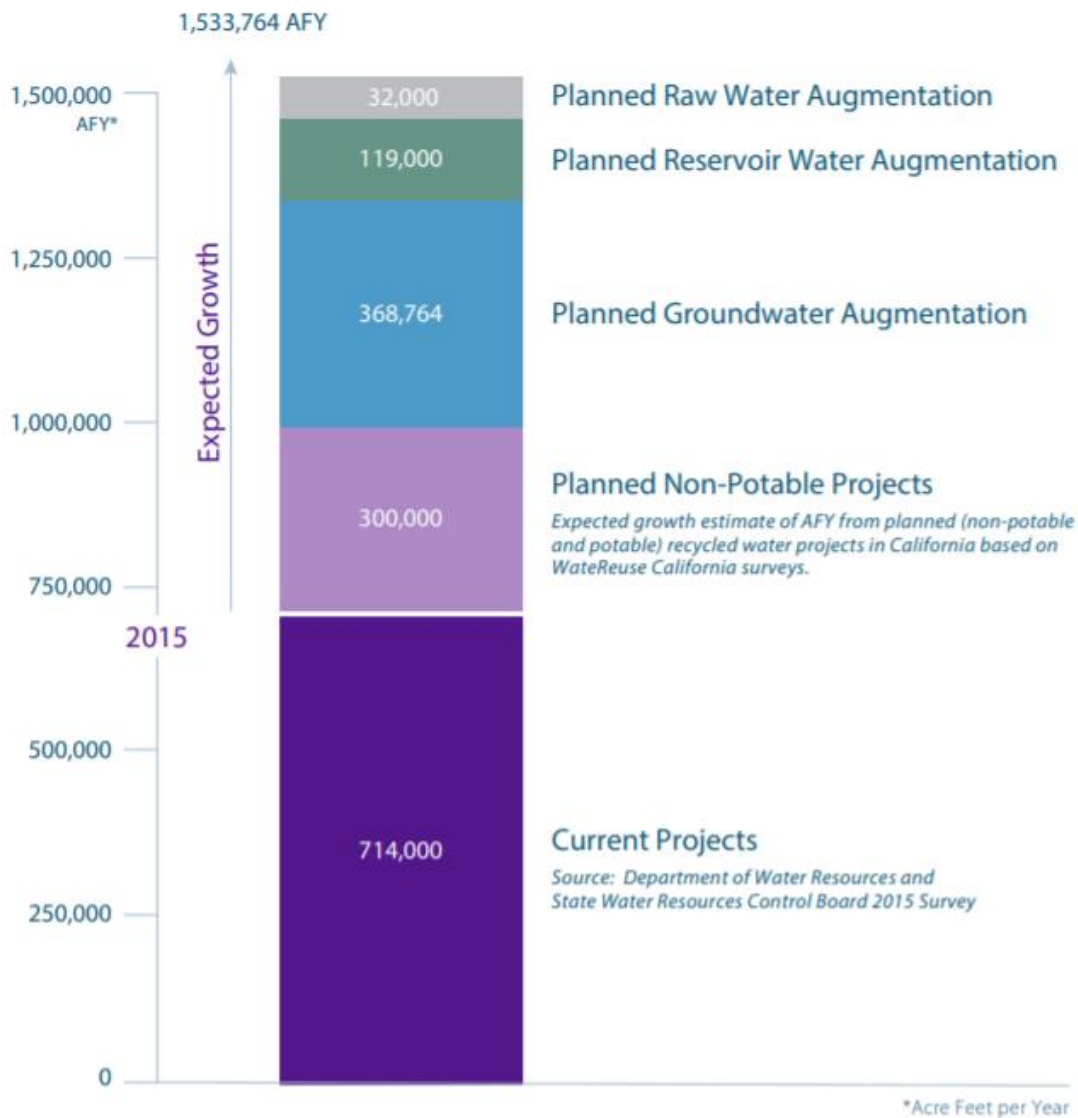 1,533,764 AFY
1,500,000
AFY*
1,250,000
1,000,000
750,000
2015
500,000
250,000
0
Expected Growth
32,000
Planned Raw Water Augmentation
119,000
Planned Reservoir Water Augmentation
368,764
Planned Groundwater Augmentation
300,000
Planned Non-Potable Projects
Expected growth estimate of AFY from planned (non-potable
and potable) recycled water projects in California based on
WateReuse California surveys.
714,000
Current Projects
Source: Department of Water Resources and
State Water Resources Control Board 2015 Survey
*Acre Feet per Year